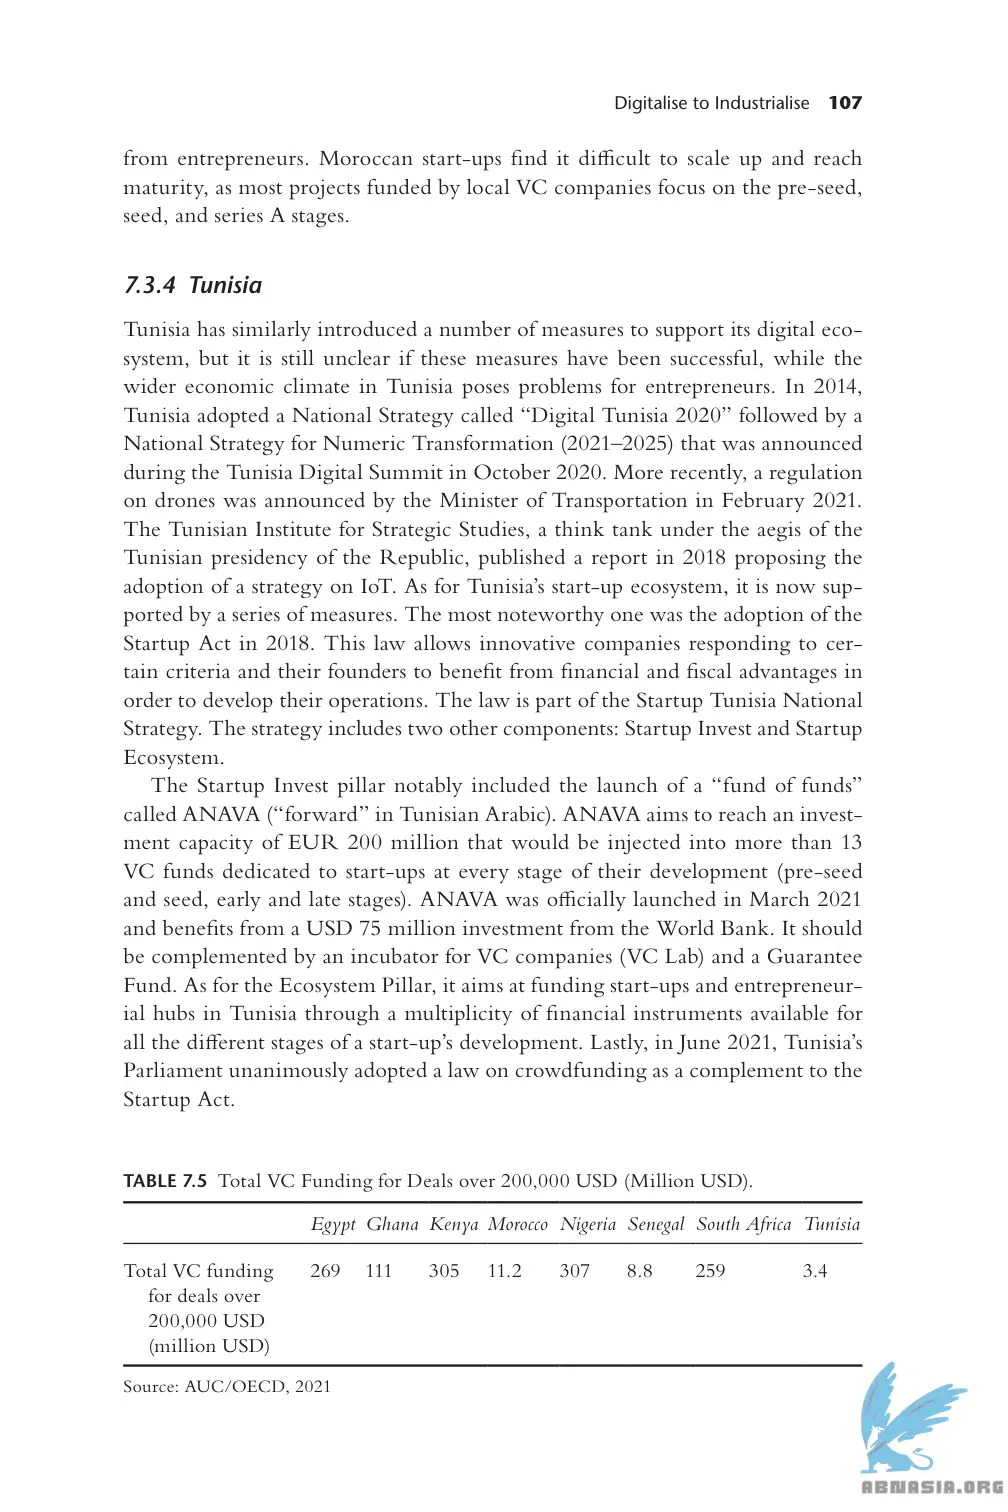 Digitalise to Industrialise 107
from entrepreneurs. Moroccan start-ups find it difficult to scale up and reach
maturity, as most projects funded by local VC companies focus on the pre-seed,
seed, and series A stages.
7.3.4 Tunisia
Tunisia has similarly introduced a number of measures to support its digital eco-
system, but it is still unclear if these measures have been successful, while the
wider economic climate in Tunisia poses problems for entrepreneurs. In 2014,
Tunisia adopted a National Strategy called “Digital Tunisia 2020” followed by a
National Strategy for Numeric Transformation (2021–2025) that was announced
during the Tunisia Digital Summit in October 2020. More recently, a regulation
on drones was announced by the Minister of Transportation in February 2021.
The Tunisian Institute for Strategic Studies, a think tank under the aegis of the
Tunisian presidency of the Republic, published a report in 2018 proposing the
adoption of a strategy on IoT. As for Tunisia’s start-up ecosystem, it is now sup-
ported by a series of measures. The most noteworthy one was the adoption of the
Startup Act in 2018. This law allows innovative companies responding to cer-
tain criteria and their founders to benefit from financial and fiscal advantages in
order to develop their operations. The law is part of the Startup Tunisia National
Strategy. The strategy includes two other components: Startup Invest and Startup
Ecosystem.
The Startup Invest pillar notably included the launch of a “fund of funds”
called ANAVA (“forward” in Tunisian Arabic). ANAVA aims to reach an invest-
ment capacity of EUR 200 million that would be injected into more than 13
VC funds dedicated to start-ups at every stage of their development (pre-seed
and seed, early and late stages). ANAVA was officially launched in March 2021
and benefits from a USD 75 million investment from the World Bank. It should
be complemented by an incubator for VC companies (VC Lab) and a Guarantee
Fund. As for the Ecosystem Pillar, it aims at funding start-ups and entrepreneur-
ial hubs in Tunisia through a multiplicity of financial instruments available for
all the different stages of a start-up’s development. Lastly, in June 2021, Tunisia’s
Parliament unanimously adopted a law on crowdfunding as a complement to the
Startup Act.
TABLE 7.5 Total VC Funding for Deals over 200,000 USD (Million USD).
Egypt Ghana Kenya Morocco Nigeria Senegal South Africa Tunisia
Total VC funding 269 111 305 11.2 307 8.8 259 3.4
for deals over
200,000 USD
(million USD)
Source: AUC/OECD, 2021
ABNASIA.ORG